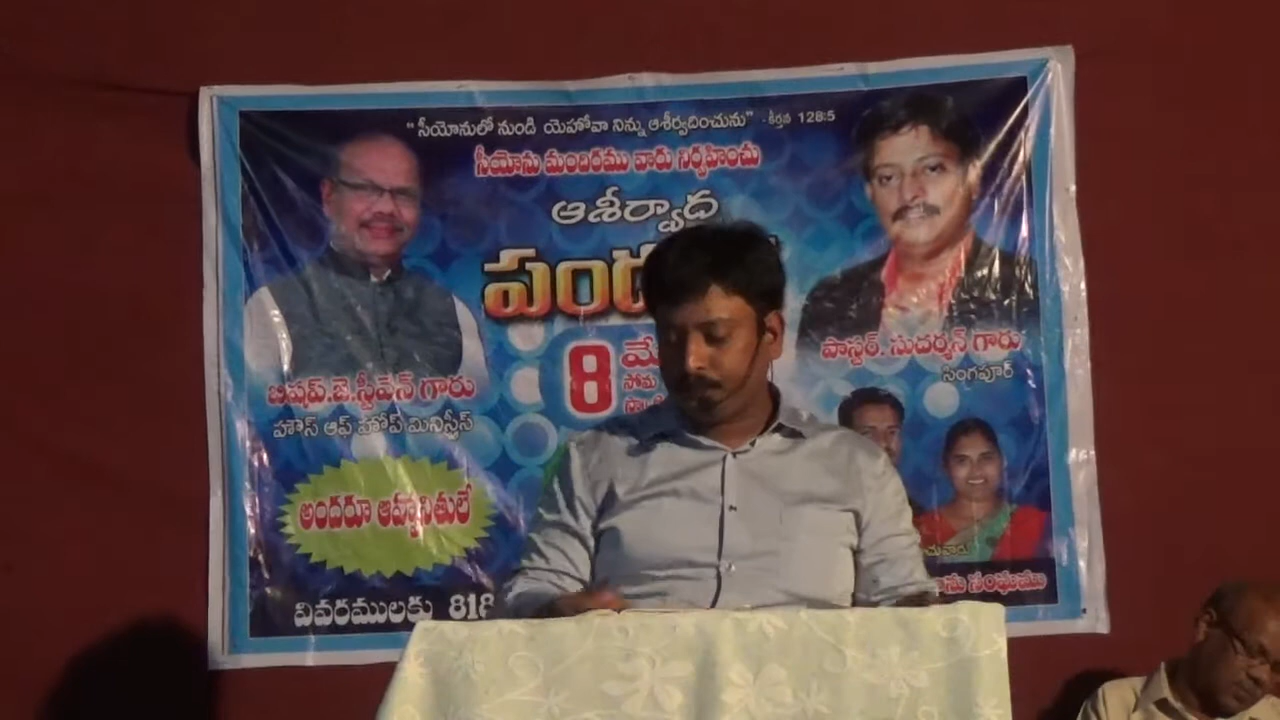 “సీయోనులో నుండి యెహోవా నిన్ను ఆశీర్వదించును” - కీర్తన 128:5
సీయోను మందిరము వారు నిర్వహించు
ఆశీర్వాద
8
మే
సోమ
బిషప్.జె.స్టీవెన్ గారు
హౌస్ ఆఫ్ హోప్ మినిస్ట్రీస్
పాస్టర్. సుదర్శన్ గారు
సింగపూర్
అందరూ ఆహ్వానితులే
వివరములకు 818
సంఘము